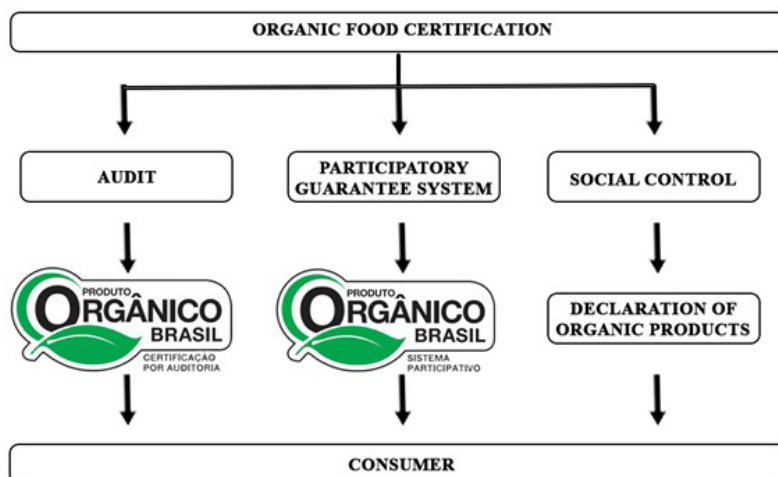 ORGANIC FOOD CERTIFICATION
AUDIT
PARTICIPATORY
GUARANTEE SYSTEM
SOCIAL CONTROL
PRODUTO
ORGÂNICO
BRASIL
CERTIFICAÇÃO
POR AUDITORIA
PRODUTO
ORGÂNICO
BRASIL
SISTEMA
PARTICIPATIVO
DECLARATION OF
ORGANIC PRODUCTS
CONSUMER